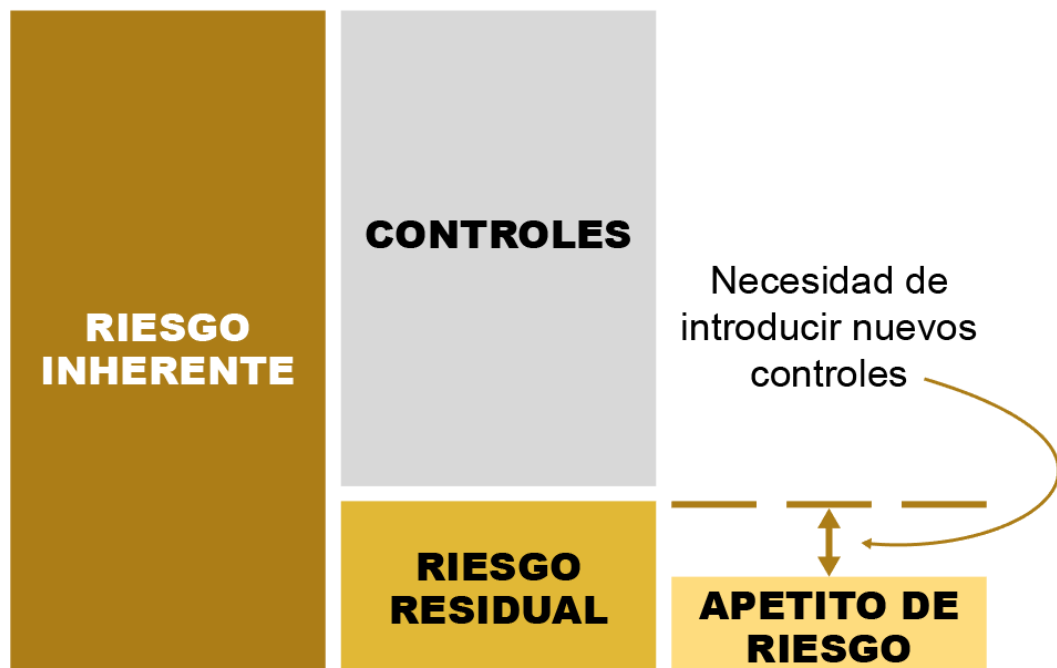 RIESGO
INHERENTE
CONTROLES
RIESGO
RESIDUAL
Necesidad de
introducir nuevos
controles
APETITO DE
RIESGO